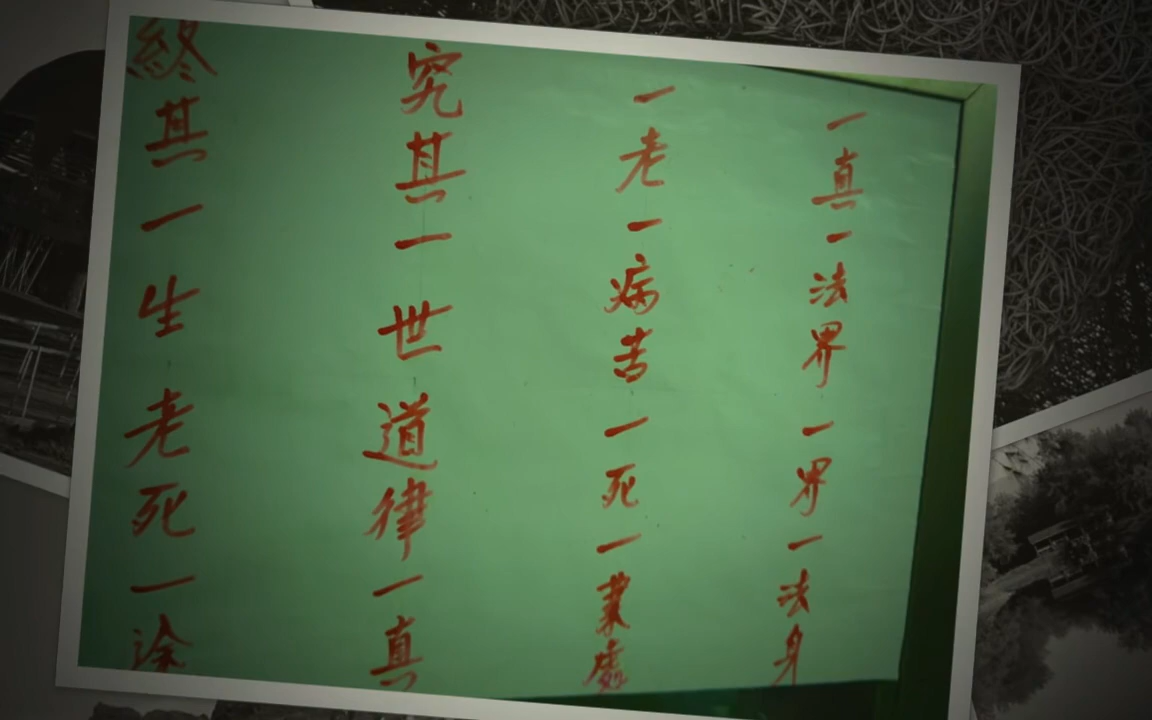 終其一生老死一途
究其一世道律一真
一老一病苦一死一業處
一真一法界一界一法身